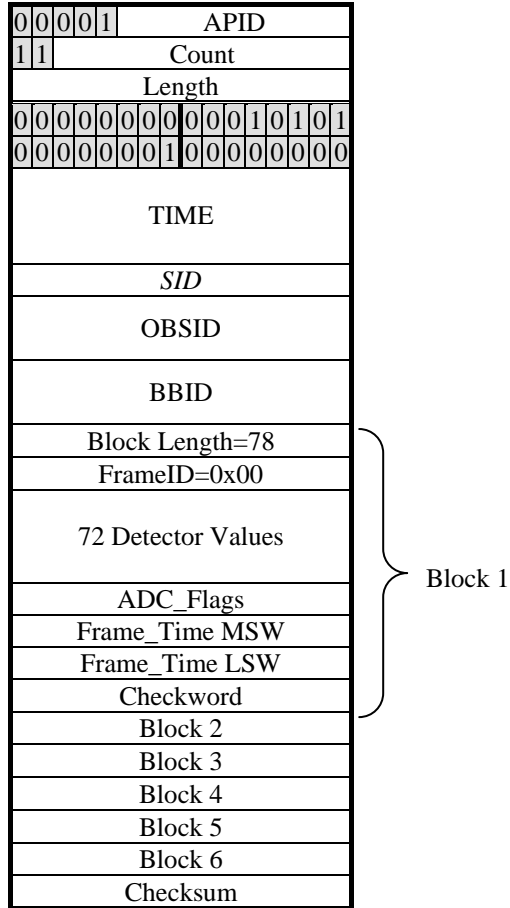 0 0 0 0 1 APID
1 1 Count
Length
0 0 0 0 0 0 0 0 0 0 0 1 0 1 0 1
0 0 0 0 0 0 0 1 0 0 0 0 0 0 0 0
TIME
SID
OBSID
BBID
Block Length=78
FrameID=0x00
72 Detector Values
Block 1
ADC_Flags
Frame_Time MSW
Frame_Time LSW
Checkword
Block 2
Block 3
Block 4
Block 5
Block 6
Checksum